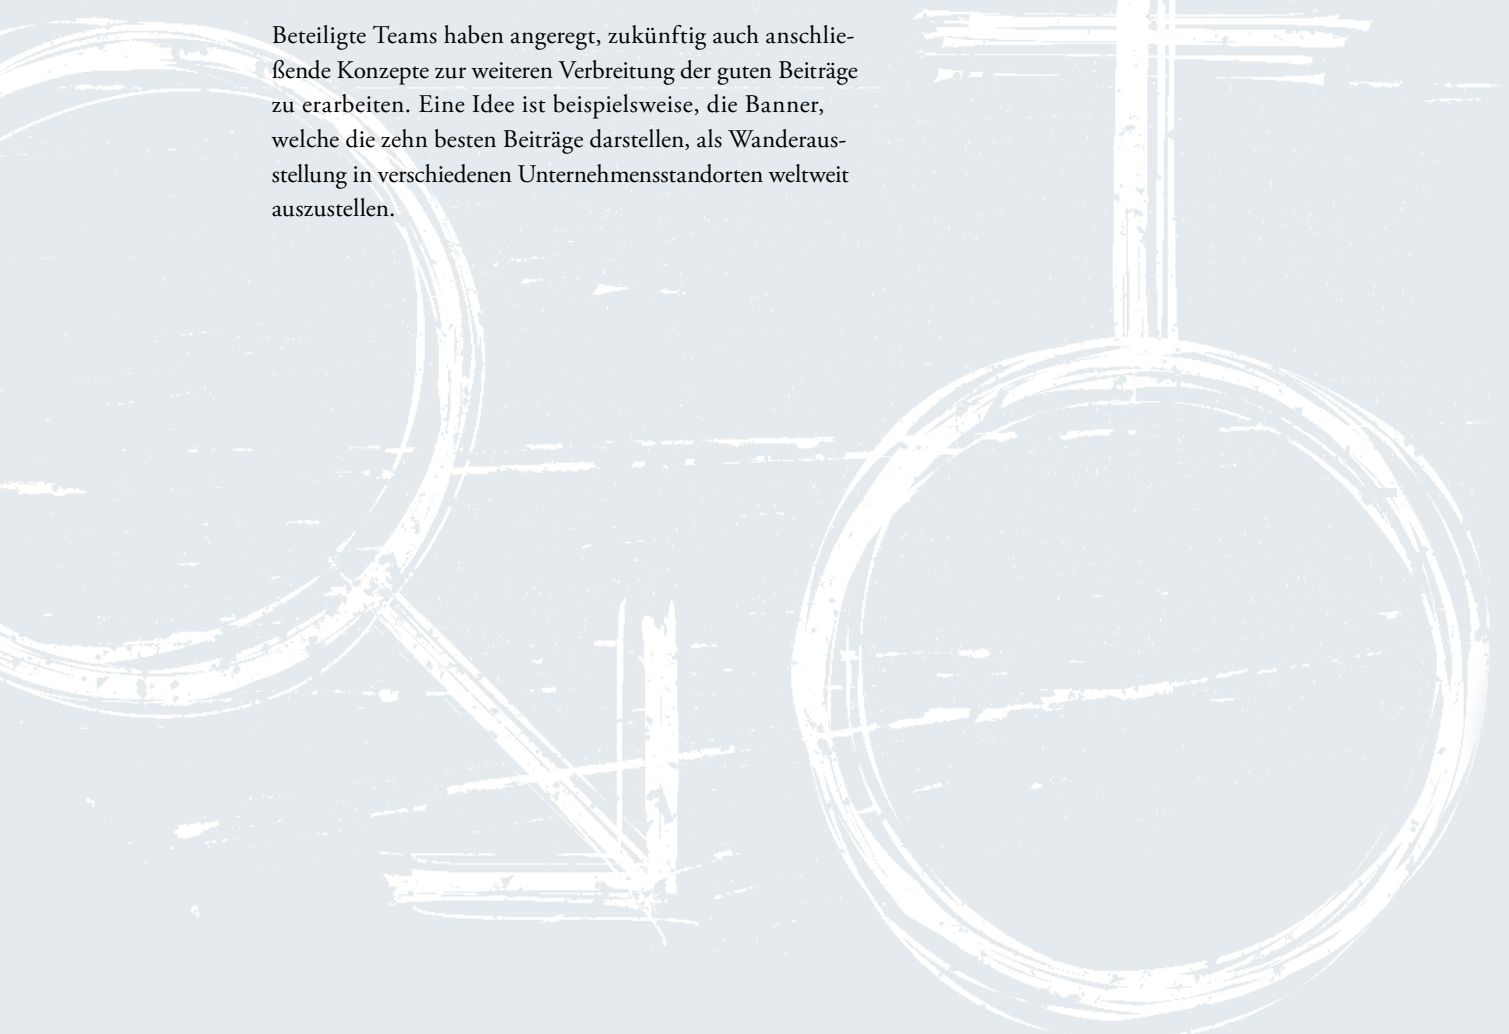 Beteiligte Teams haben angeregt, zukünftig auch anschlie-
ßende Konzepte zur weiteren Verbreitung der guten Beiträge
zu erarbeiten. Eine Idee ist beispielsweise, die Banner,
welche die zehn besten Beiträge darstellen, als Wanderaus-
stellung in verschiedenen Unternehmensstandorten weltweit
auszustellen.